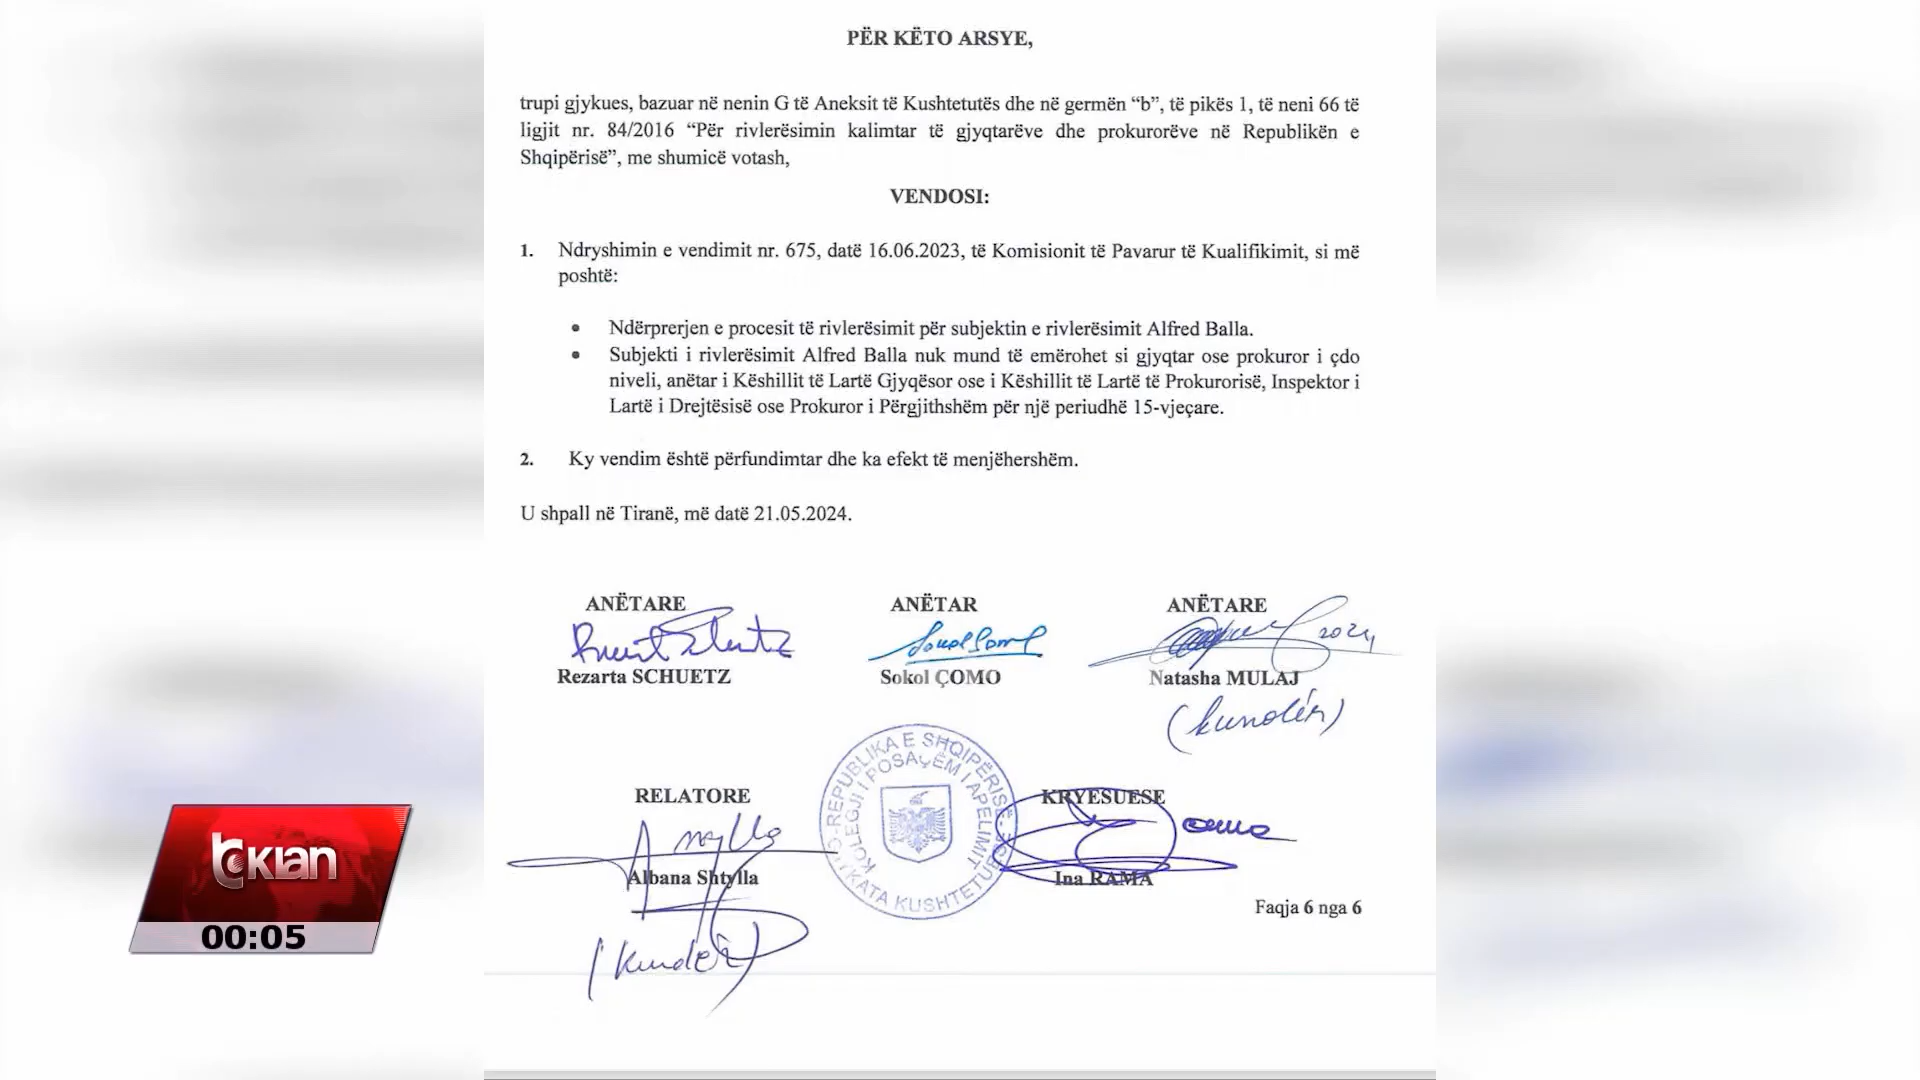 PËR KËTO ARSYE,
trupi gjykues, bazuar në nenin G të Aneksit të Kushtetutës dhe në germën “b”, të pikës 1, të neni 66 të
ligjit nr. 84/2016 “Për rivlerësimin kalimtar të gjyqtarëve dhe prokurorëve në Republikën e
Shqipërisë”, me shumicë votash,
VENDOSI:
1. Ndryshimin e vendimit nr. 675, datë 16.06.2023, të Komisionit të Pavarur të Kualifikimit, si më
poshtë:
• Ndërprerjen e procesit të rivlerësimit për subjektin e rivlerësimit Alfred Balla.
• Subjekti i rivlerësimit Alfred Balla nuk mund të emërohet si gjyqtar ose prokuror i çdo
niveli, anëtar i Këshillit të Lartë Gjyqësor ose i Këshillit të Lartë të Prokurorisë, Inspektor i
Lartë i Drejtësisë ose Prokuror i Përgjithshëm për një periudhë 15-vjeçare.
2. Ky vendim është përfundimtar dhe ka efekt të menjëhershëm.
U shpall në Tiranë, më datë 21.05.2024.
ANËTARE ANËTAR ANËTARE
Rezarta SCHUETZ Sokol ÇOMO Natasha MULAJ
(kundër)
REPUBLIKA E SHQIPËRISË
KOLEGJI I POSAÇËM I APELIMIT
KUSHTETUESE
RELATORE KRYESUESE
Albana Shtylla Ina RAMA
(kundër)
Faqja 6 nga 6
tcklan
00:05